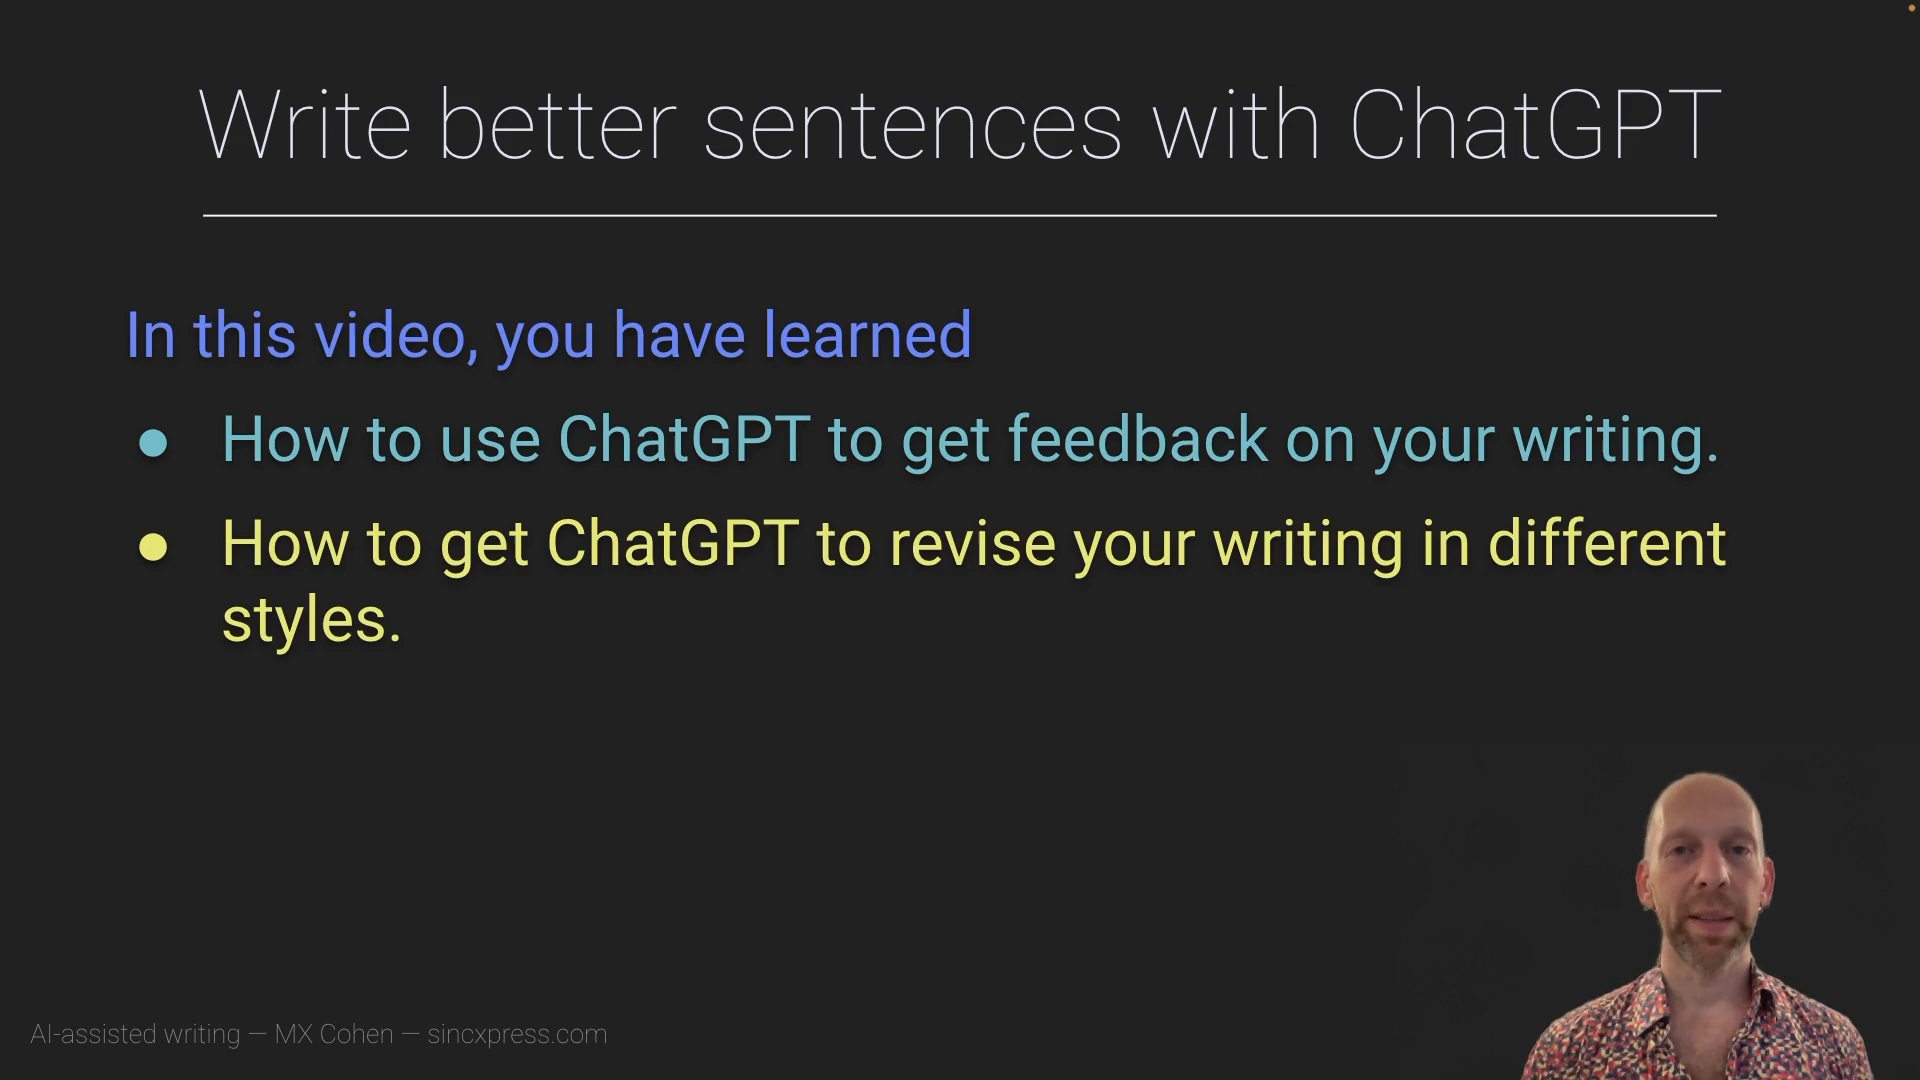 Write better sentences with ChatGPT
In this video, you have learned
● How to use ChatGPT to get feedback on your writing.
● How to get ChatGPT to revise your writing in different
styles.
AI-assisted writing — MX Cohen — sincxpress.com